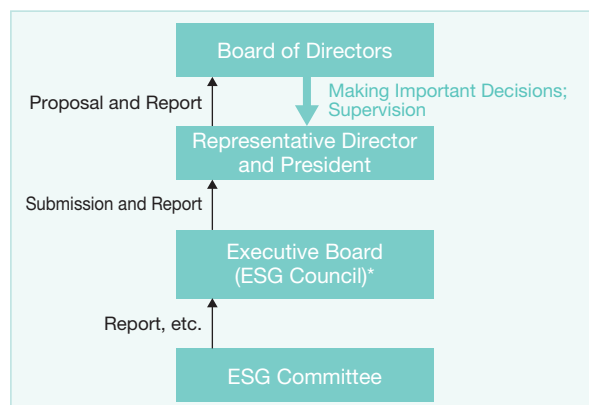 Board of Directors
Proposal and Report
Making Important Decisions;
Supervision
Representative Director
and President
Submission and Report
Executive Board
(ESG Council)*
Report, etc.
ESG Committee